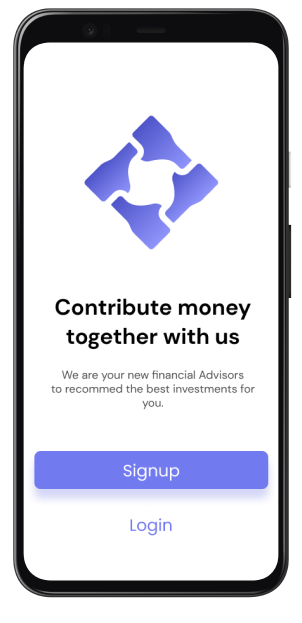 Contribute money
together with us
We are your new financial Advisors
to recommed the best investments for
you.
Signup
Login